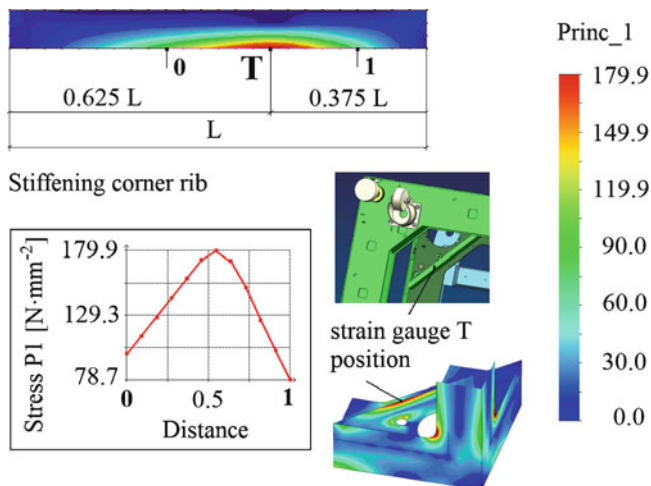 0 T 1
0.625 L 0.375 L
L
Stiffening corner rib
Stress P1 [N·mm⁻²]
179.9
129.3
78.7
0 0.5 1
Distance
strain gauge T
position
Princ_1
179.9
149.9
119.9
90.0
60.0
30.0
0.0